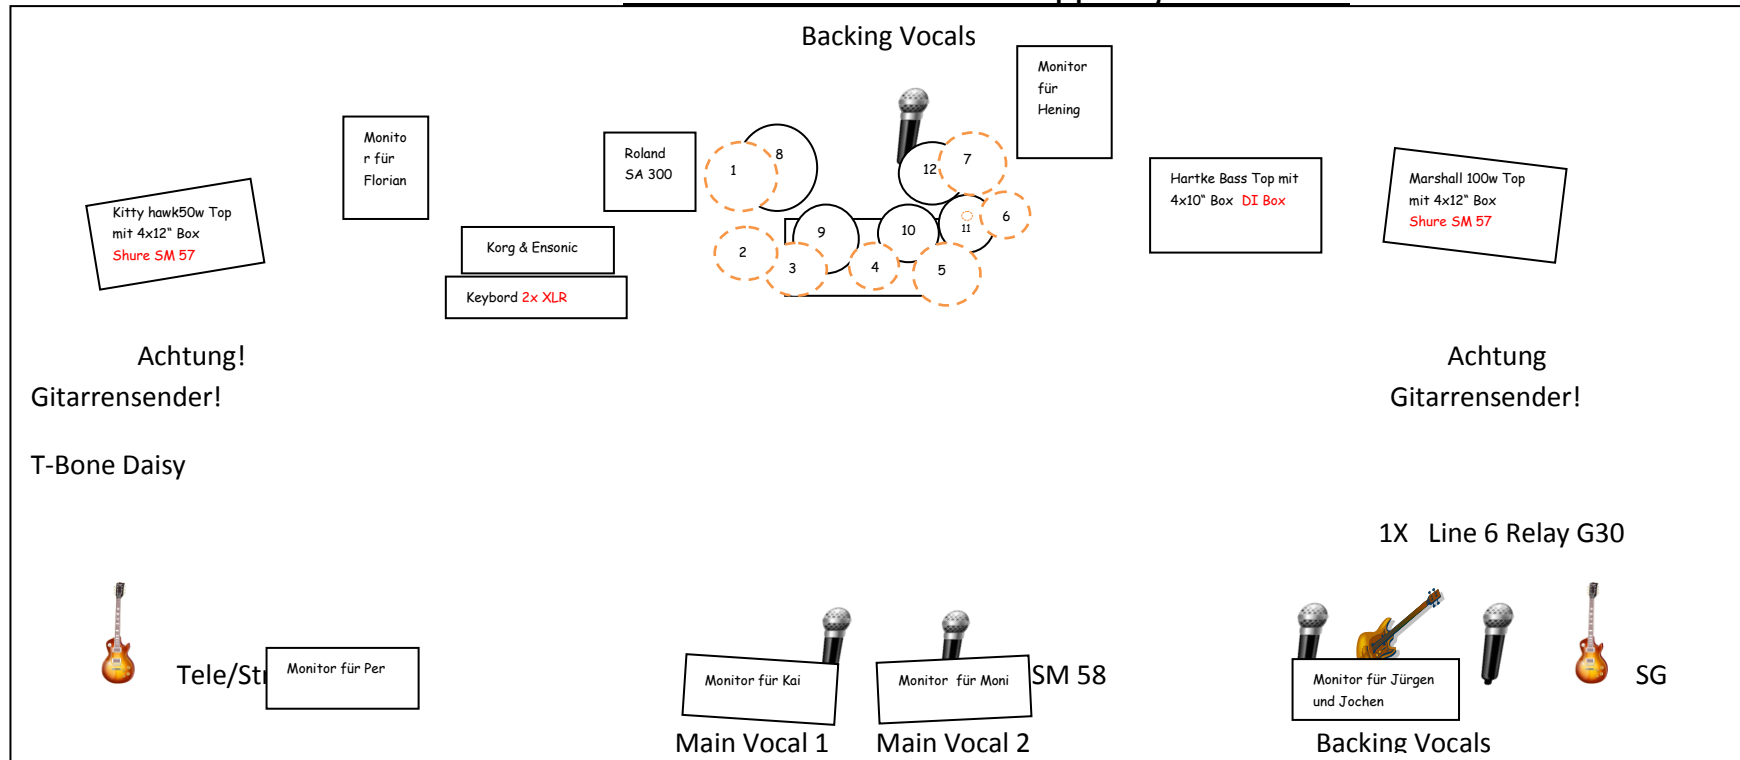 Backing Vocals
Monitor
für
Hening
Monito
r für
Florian
Roland
SA 300
1
8
12
7
Kitty hawk50w Top
mit 4x12“ Box
Shure SM 57
Hartke Bass Top mit
4x10“ Box DI Box
Marshall 100w Top
mit 4x12“ Box
Shure SM 57
Korg & Ensonic
Keybord 2x XLR
2
9
3
4
10
5
11
6
Achtung!
Gitarrensender!
T-Bone Daisy
Achtung
Gitarrensender!
1X Line 6 Relay G30
Tele/Str
Monitor für Per
Monitor für Kai
Monitor für Moni
SM 58
Monitor für Jürgen
und Jochen
SG
Main Vocal 1
Main Vocal 2
Backing Vocals